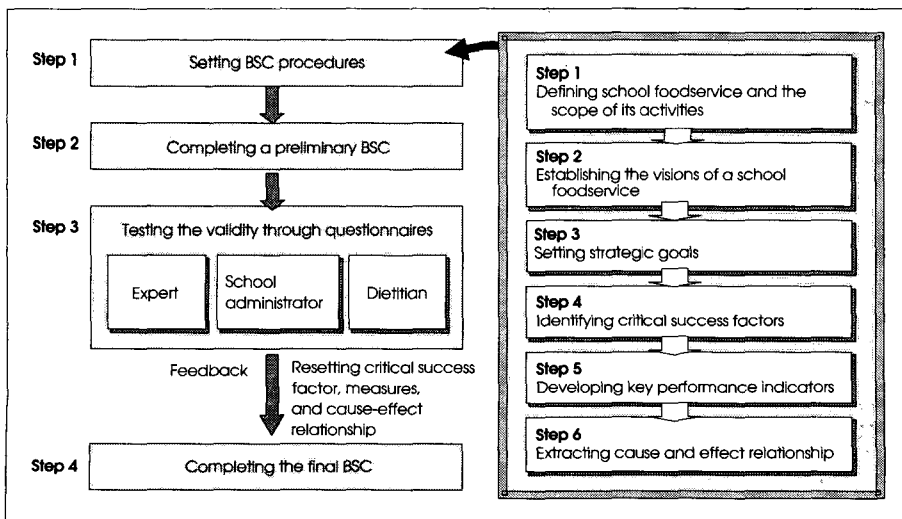 Step 1
Setting BSC procedures
Step 2
Completing a preliminary BSC
Step 3
Testing the validity through questionnaires
Expert
School
administrator
Dietitian
Feedback
Resetting critical success
factor, measures,
and cause-effect
relationship
Step 4
Completing the final BSC
Step 1
Defining school foodservice and the
scope of its activities
Step 2
Establishing the visions of a school
foodservice
Step 3
Setting strategic goals
Step 4
Identifying critical success factors
Step 5
Developing key performance indicators
Step 6
Extracting cause and effect relationship